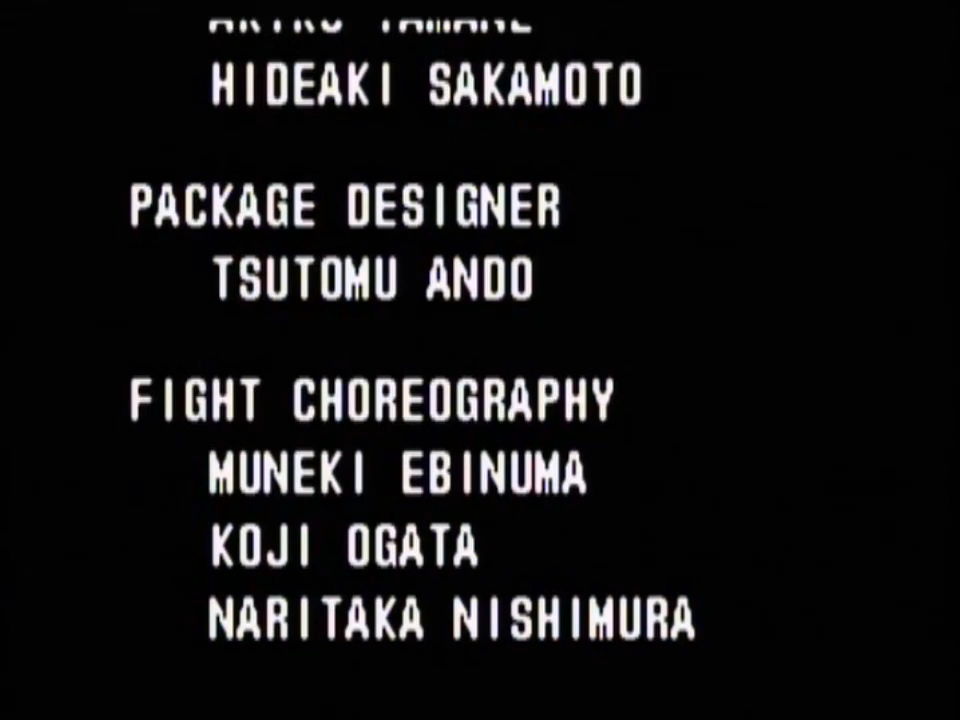 HIDEAKI SAKAMOTO
PACKAGE DESIGNER
TSUTOMU ANDO
FIGHT CHOREOGRAPHY
MUNEKI EBINUMA
KOJI OGATA
NARITAKA NISHIMURA